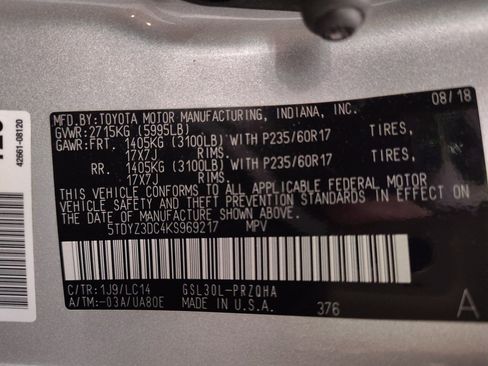 MFD.BY:TOYOTA MOTOR MANUFACTURING, INDIANA, INC. 08/18
GVWR:2715KG (5995LB)
GAWR:FRT. 1405KG (3100LB) WITH P235/60R17 TIRES,
17X7J RIMS.
RR. 1405KG (3100LB) WITH P235/60R17 TIRES,
17X7J RIMS.
THIS VEHICLE CONFORMS TO ALL APPLICABLE FEDERAL MOTOR
VEHICLE SAFETY AND THEFT PREVENTION STANDARDS IN EFFECT ON
THE DATE OF MANUFACTURE SHOWN ABOVE.
5TDYZ3DC4KS969217 MPV
C/TR:1J9/LC14 GSL30L-PRZQHA
A/TM:-03A/UA80E MADE IN U.S.A. 376 A
42661-08120